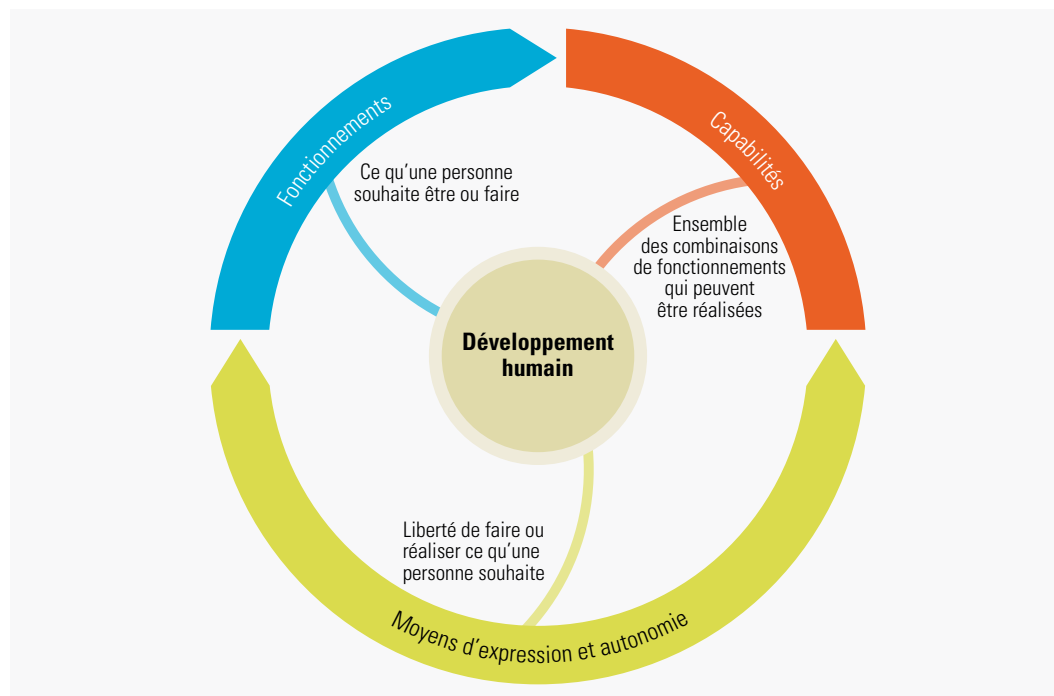 Fonctionnements
Ce qu’une personne
souhaite être ou faire
Capabilités
Ensemble
des combinaisons
de fonctionnements
qui peuvent
être réalisées
Développement
humain
Liberté de faire ou
réaliser ce qu’une
personne souhaite
Moyens d’expression et autonomie